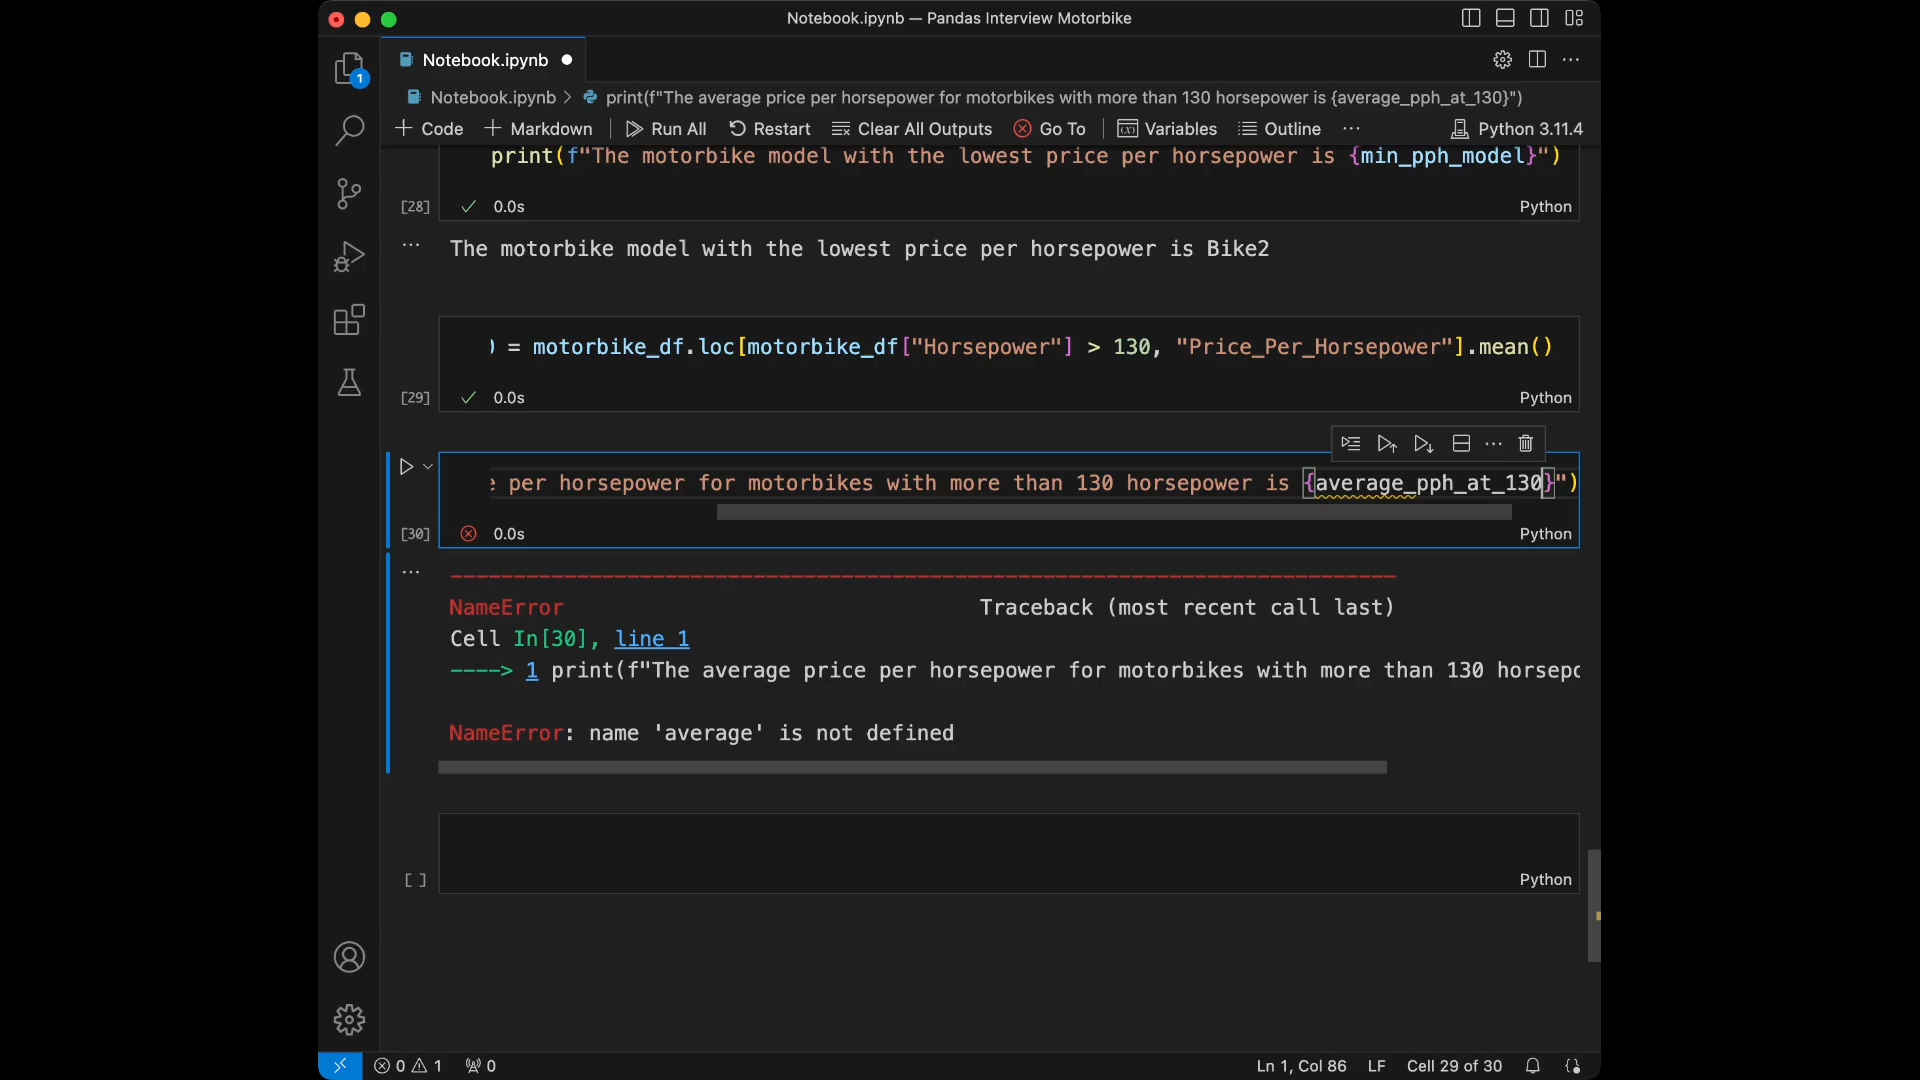 Notebook.ipynb — Pandas Interview Motorbike
1
Notebook.ipynb
Notebook.ipynb > print(f"The average price per horsepower for motorbikes with more than 130 horsepower is {average_pph_at_130}")
+ Code + Markdown Run All Restart Clear All Outputs Go To Variables Outline ... Python 3.11.4
print(f"The motorbike model with the lowest price per horsepower is {min_pph_model}")
[28] 0.0s Python
... The motorbike model with the lowest price per horsepower is Bike2
= motorbike_df.loc[motorbike_df["Horsepower"] > 130, "Price_Per_Horsepower"].mean()
[29] 0.0s Python
e per horsepower for motorbikes with more than 130 horsepower is {average_pph_at_130}")
[30] 0.0s Python
...
---------------------------------------------------------------------------
NameError Traceback (most recent call last)
Cell In[30], line 1
----> 1 print(f"The average price per horsepower for motorbikes with more than 130 horsepo
NameError: name 'average' is not defined
[ ] Python
0 1 0 Ln 1, Col 86 LF Cell 29 of 30